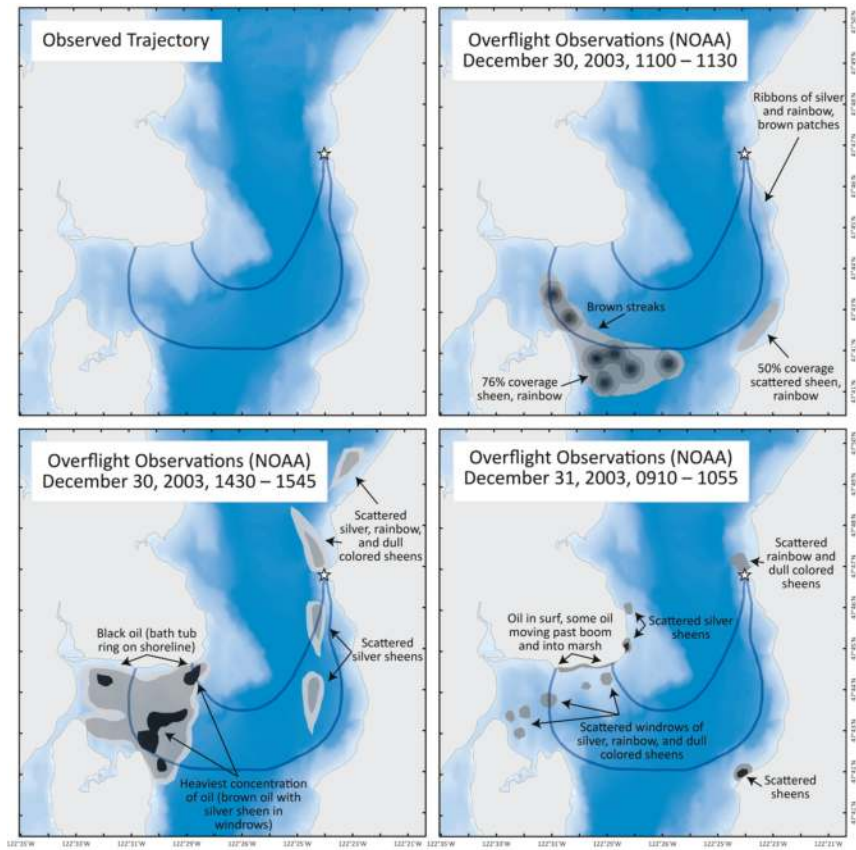 Observed Trajectory
Overflight Observations (NOAA)
December 30, 2003, 1100 – 1130
Ribbons of silver
and rainbow,
brown patches
Brown streaks
76% coverage
sheen, rainbow
50% coverage
scattered sheen,
rainbow
Overflight Observations (NOAA)
December 30, 2003, 1430 – 1545
Scattered
silver, rainbow,
and dull
colored sheens
Black oil (bath tub
ring on shoreline)
Scattered
silver sheens
Heaviest concentration
of oil (brown oil with
silver sheen in
windrows)
Overflight Observations (NOAA)
December 31, 2003, 0910 – 1055
Scattered
rainbow and
dull colored
sheens
Oil in surf, some oil
moving past boom
and into marsh
Scattered silver
sheens
Scattered windrows of
silver, rainbow, and dull
colored sheens
Scattered
sheens